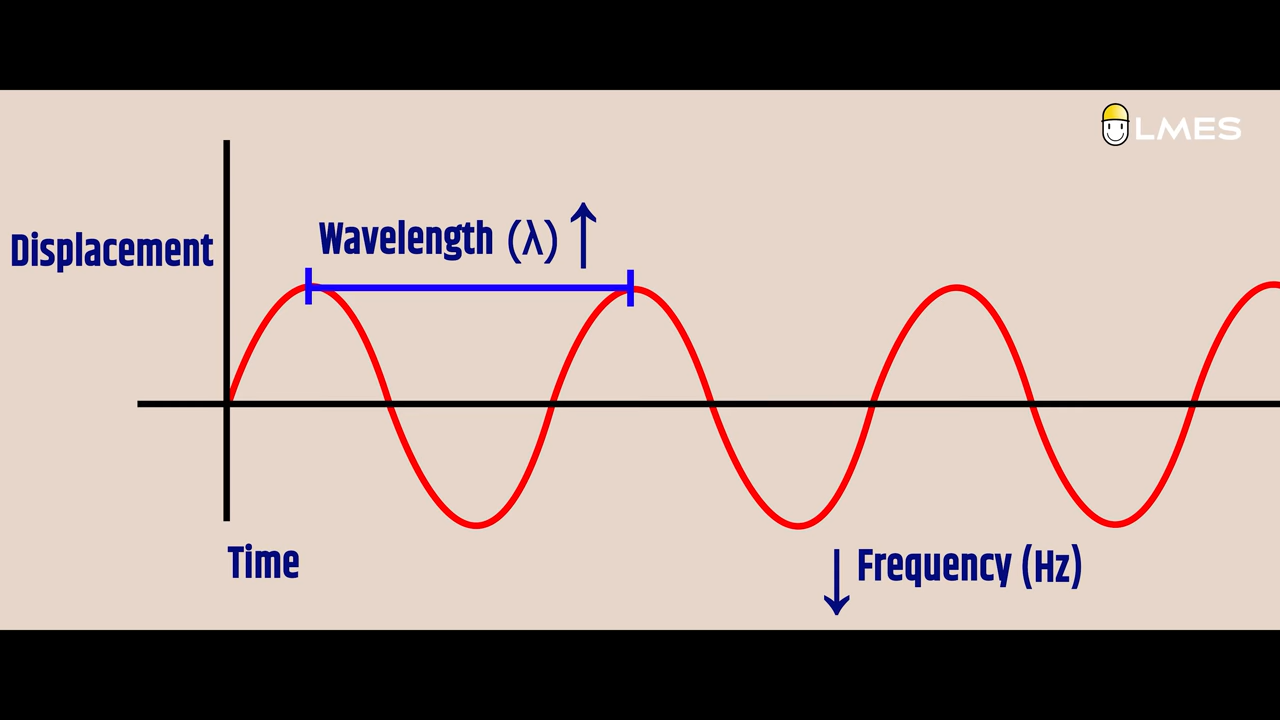 LMES
Wavelength (λ) ↑
Displacement
Time
↓ Frequency (Hz)